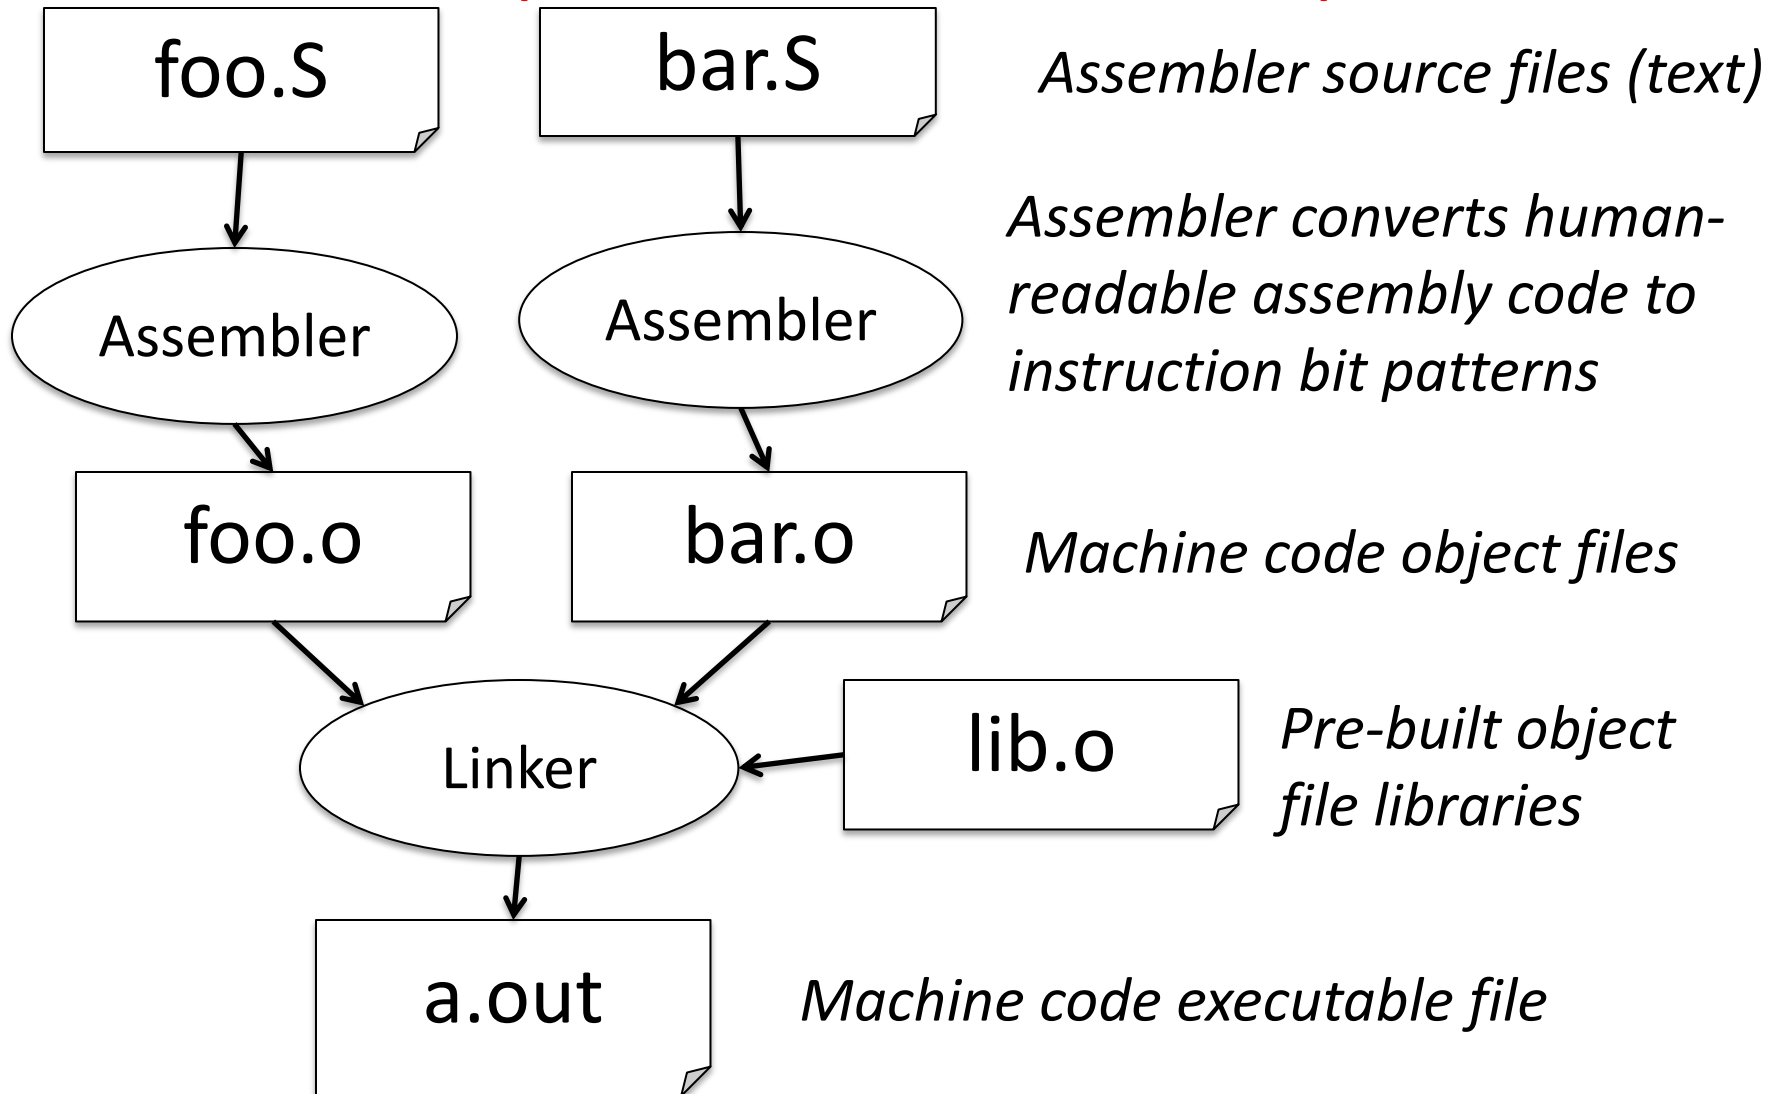 foo.S
bar.S
Assembler source files (text)
Assembler
Assembler
Assembler converts human-
readable assembly code to
instruction bit patterns
foo.o
bar.o
Machine code object files
Linker
lib.o
Pre-built object
file libraries
a.out
Machine code executable file